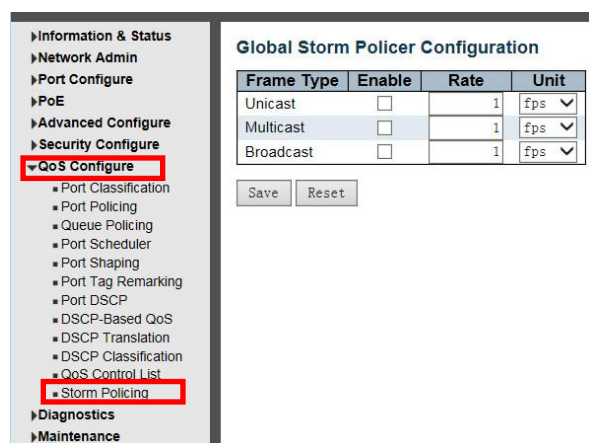 Information & Status
Network Admin
Port Configure
PoE
Advanced Configure
Security Configure
QoS Configure
Port Classification
Port Policing
Queue Policing
Port Scheduler
Port Shaping
Port Tag Remarking
Port DSCP
DSCP-Based QoS
DSCP Translation
DSCP Classification
QoS Control List
Storm Policing
Diagnostics
Maintenance
Global Storm Policer Configuration
Frame Type Enable Rate Unit
Unicast 1 fps
Multicast 1 fps
Broadcast 1 fps
Save Reset